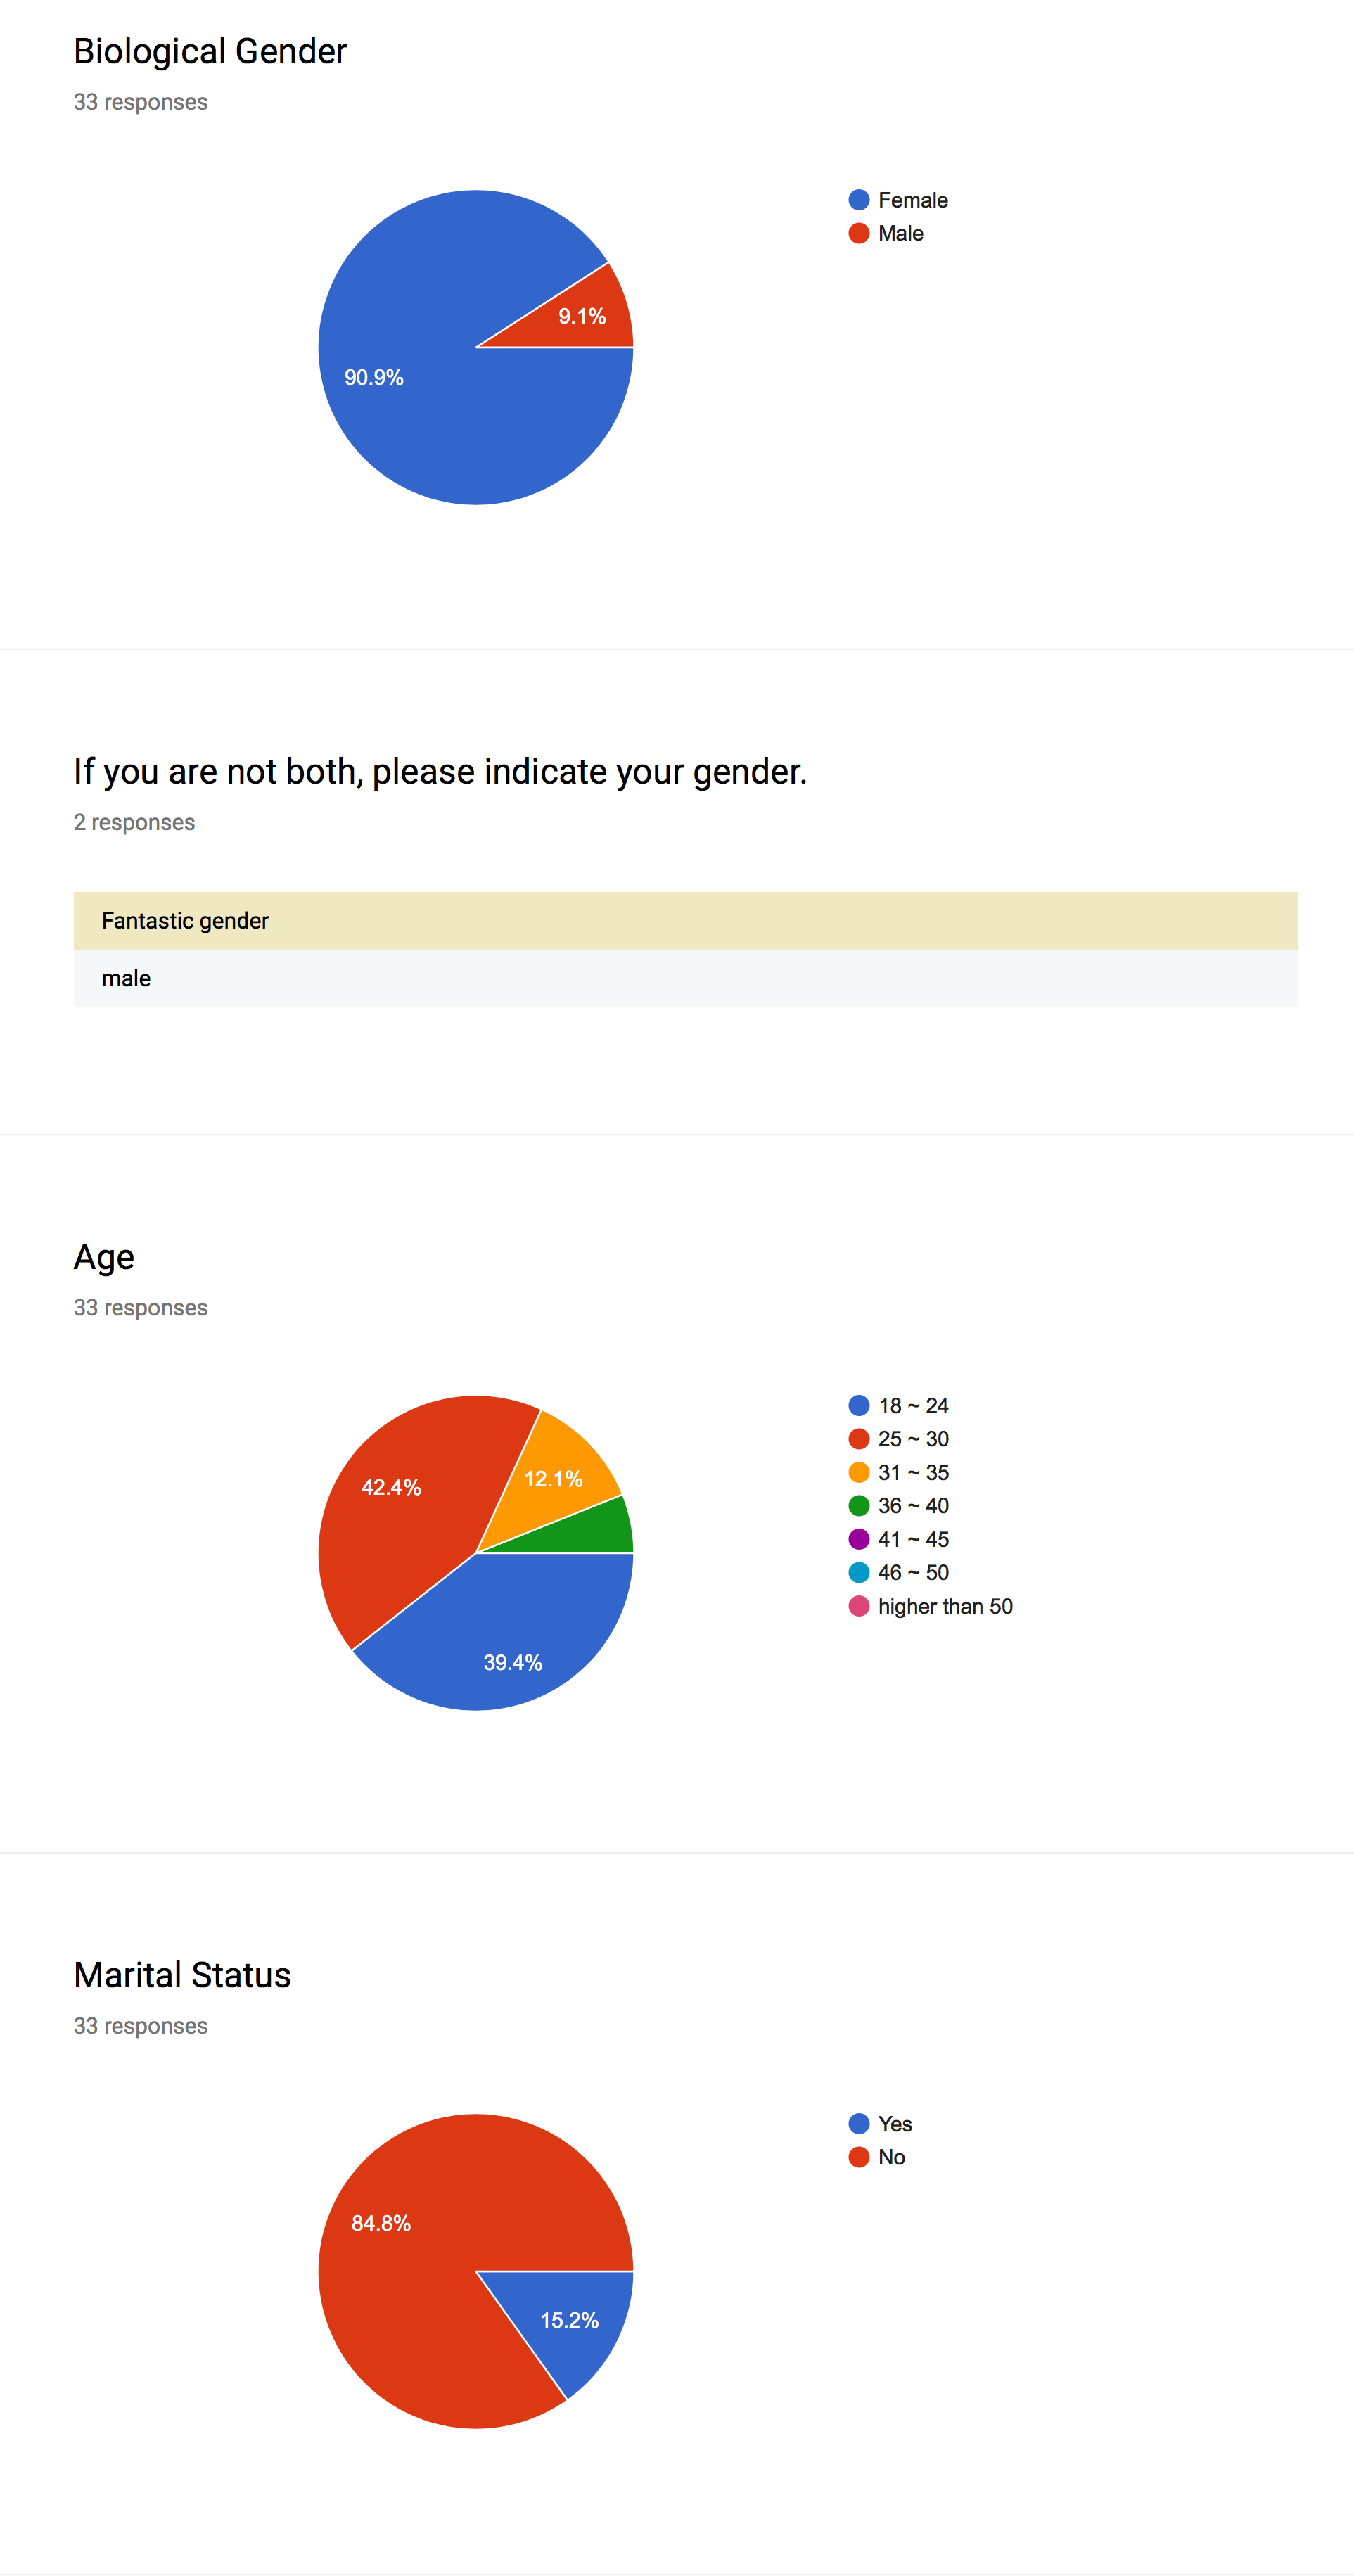 Biological Gender
33 responses
Female
Male
9.1%
90.9%
If you are not both, please indicate your gender.
2 responses
Fantastic gender
male
Age
33 responses
18 ~ 24
25 ~ 30
31 ~ 35
36 ~ 40
41 ~ 45
46 ~ 50
higher than 50
12.1%
42.4%
39.4%
Marital Status
33 responses
Yes
No
84.8%
15.2%